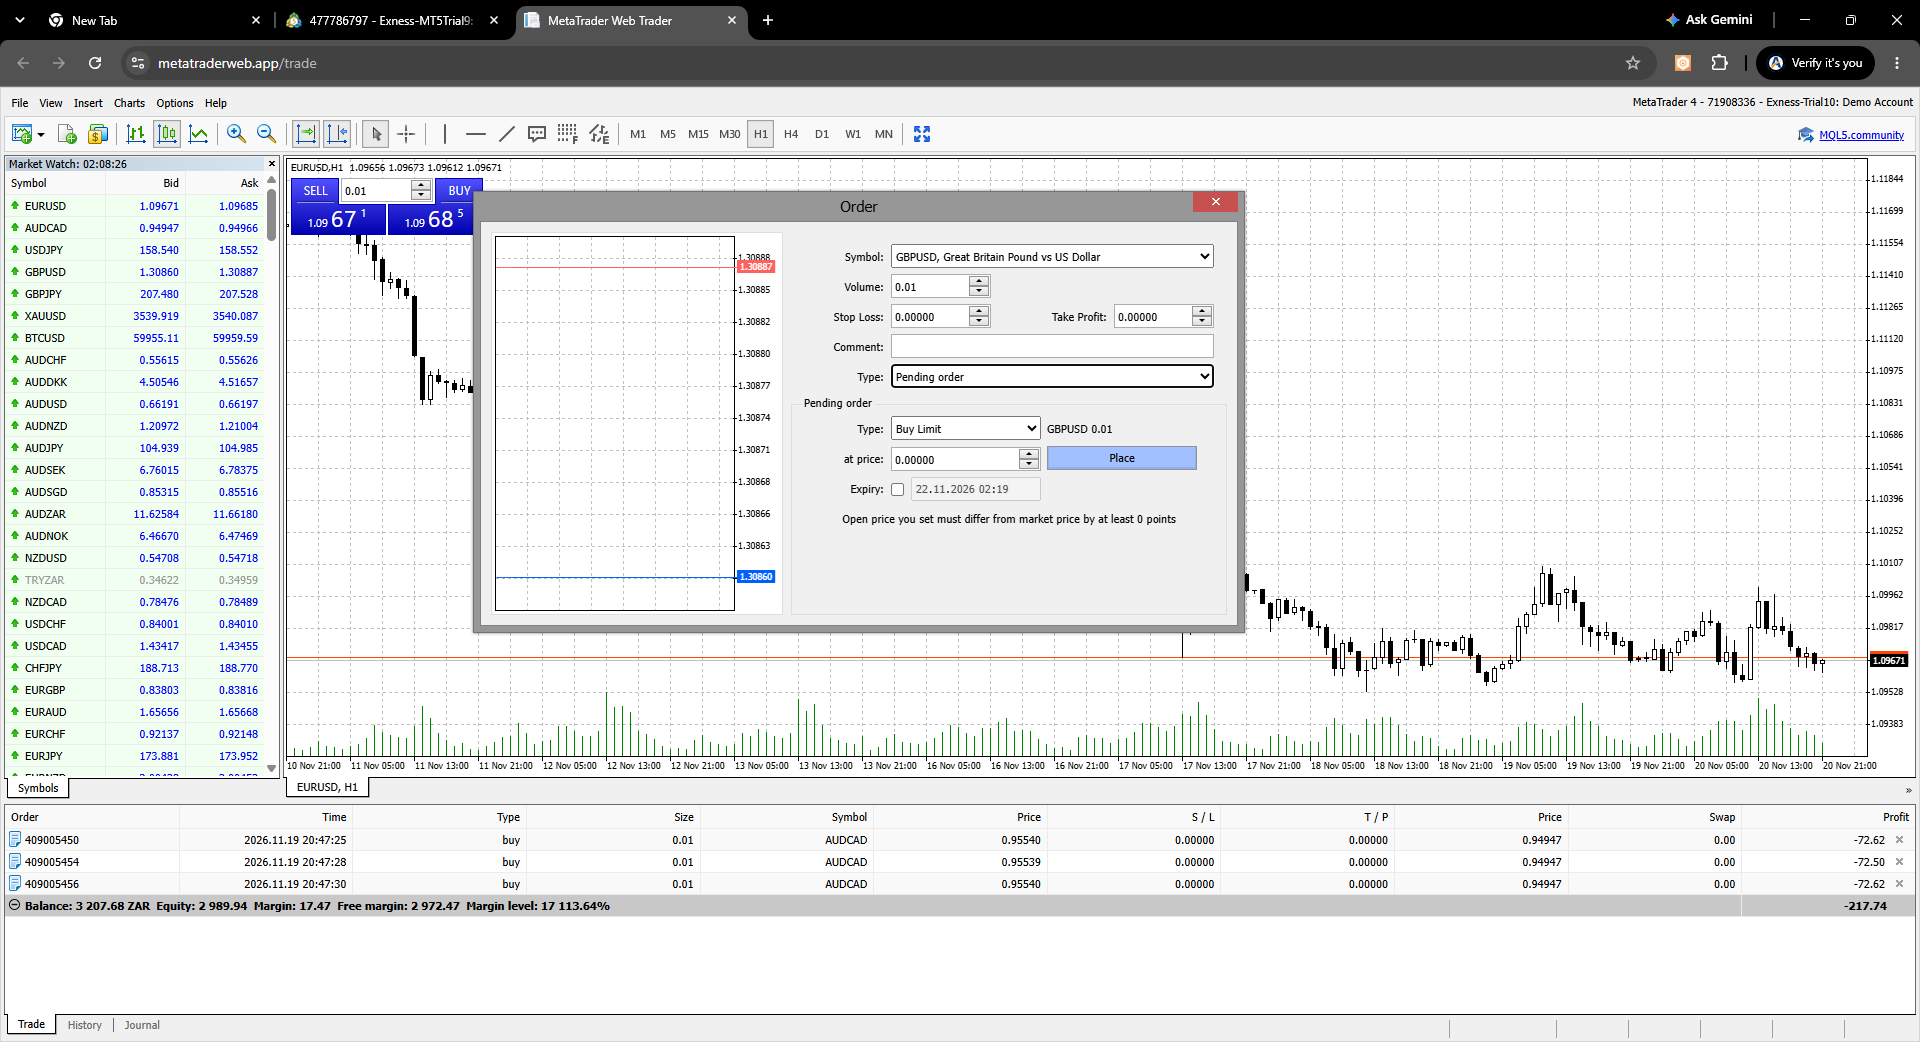 New Tab
477786797 - Exness-MT5Trial9:
MetaTrader Web Trader
Ask Gemini
metatraderweb.app/trade
Verify it's you
File View Insert Charts Options Help
MetaTrader 4 - 71908336 - Exness-Trial10: Demo Account
M1 M5 M15 M30 H1 H4 D1 W1 MN
MQL5.community
Market Watch: 02:08:26
Symbol Bid Ask
EURUSD 1.09671 1.09685
AUDCAD 0.94947 0.94966
USDJPY 158.540 158.552
GBPUSD 1.30860 1.30887
GBPJPY 207.480 207.528
XAUUSD 3539.919 3540.087
BTCUSD 59955.11 59959.59
AUDCHF 0.55615 0.55626
AUDDKK 4.50546 4.51657
AUDUSD 0.66191 0.66197
AUDNZD 1.20972 1.21004
AUDJPY 104.939 104.985
AUDSEK 6.76015 6.78375
AUDSGD 0.85315 0.85516
AUDZAR 11.62584 11.66180
AUDNOK 6.46670 6.47469
NZDUSD 0.54708 0.54718
TRYZAR 0.34622 0.34959
NZDCAD 0.78476 0.78489
USDCHF 0.84001 0.84010
USDCAD 1.43417 1.43455
CHFJPY 188.713 188.770
EURGBP 0.83803 0.83816
EURAUD 1.65656 1.65668
EURCHF 0.92137 0.92148
EURJPY 173.881 173.952
Symbols
EURUSD,H1 1.09656 1.09673 1.09612 1.09671
SELL 0.01 BUY
1.09 67 1 1.09 68 5
Order
1.30888
1.30887
1.30885
1.30882
1.30880
1.30877
1.30874
1.30871
1.30868
1.30866
1.30863
1.30860
Symbol: GBPUSD, Great Britain Pound vs US Dollar
Volume: 0.01
Stop Loss: 0.00000 Take Profit: 0.00000
Comment:
Type: Pending order
Pending order
Type: Buy Limit GBPUSD 0.01
at price: 0.00000 Place
Expiry: 22.11.2026 02:19
Open price you set must differ from market price by at least 0 points
1.11844
1.11699
1.11554
1.11410
1.11265
1.11120
1.10975
1.10831
1.10686
1.10541
1.10396
1.10252
1.10107
1.09962
1.09817
1.09671
1.09528
1.09383
10 Nov 21:00 11 Nov 05:00 11 Nov 13:00 11 Nov 21:00 12 Nov 05:00 12 Nov 13:00 12 Nov 21:00 13 Nov 05:00 13 Nov 13:00 13 Nov 21:00 16 Nov 05:00 16 Nov 13:00 16 Nov 21:00 17 Nov 05:00 17 Nov 13:00 17 Nov 21:00 18 Nov 05:00 18 Nov 13:00 18 Nov 21:00 19 Nov 05:00 19 Nov 13:00 19 Nov 21:00 20 Nov 05:00 20 Nov 13:00 20 Nov 21:00
EURUSD, H1
Order Time Type Size Symbol Price S / L T / P Price Swap Profit
409005450 2026.11.19 20:47:25 buy 0.01 AUDCAD 0.95540 0.00000 0.00000 0.94947 0.00 -72.62
409005454 2026.11.19 20:47:28 buy 0.01 AUDCAD 0.95539 0.00000 0.00000 0.94947 0.00 -72.50
409005456 2026.11.19 20:47:30 buy 0.01 AUDCAD 0.95540 0.00000 0.00000 0.94947 0.00 -72.62
Balance: 3 207.68 ZAR Equity: 2 989.94 Margin: 17.47 Free margin: 2 972.47 Margin level: 17 113.64% -217.74
Trade History Journal